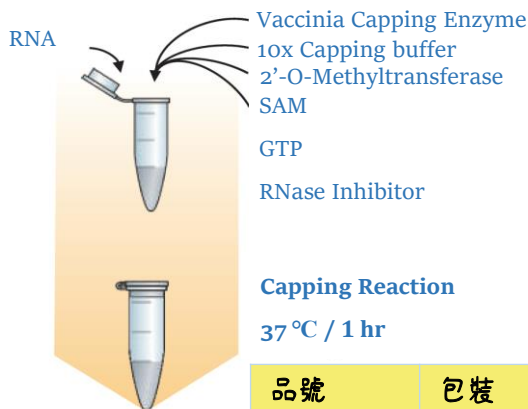 RNA
Vaccinia Capping Enzyme
10x Capping buffer
2’-O-Methyltransferase
SAM
GTP
RNase Inhibitor
Capping Reaction
37 °C / 1 hr
品號 包裝